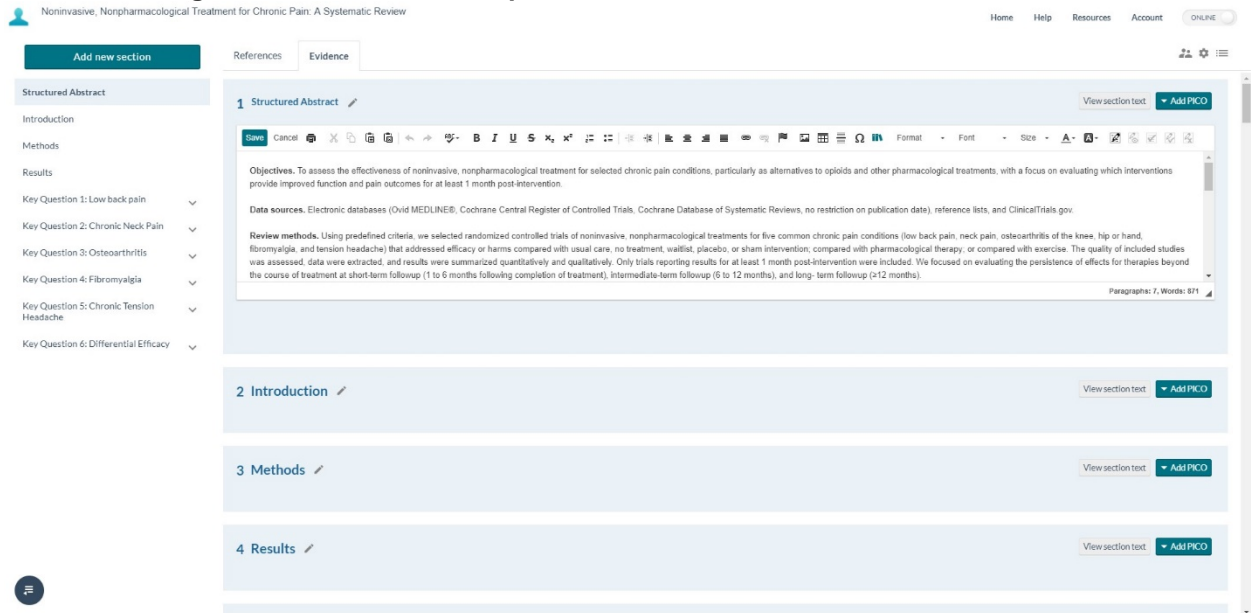 Noninvasive, Nonpharmacological Treatment for Chronic Pain: A Systematic Review
Home Help Resources Account ONLINE
Add new section
References Evidence
Structured Abstract
Introduction
Methods
Results
Key Question 1: Low back pain
Key Question 2: Chronic Neck Pain
Key Question 3: Osteoarthritis
Key Question 4: Fibromyalgia
Key Question 5: Chronic Tension
Headache
Key Question 6: Differential Efficacy
1 Structured Abstract
View section text Add PICO
Save Cancel B I U S x₂ x² Ω Format Font Size A A
Objectives. To assess the effectiveness of noninvasive, nonpharmacological treatment for selected chronic pain conditions, particularly as alternatives to opioids and other pharmacological treatments, with a focus on evaluating which interventions
provide improved function and pain outcomes for at least 1 month post-intervention.
Data sources. Electronic databases (Ovid MEDLINE®, Cochrane Central Register of Controlled Trials, Cochrane Database of Systematic Reviews, no restriction on publication date), reference lists, and ClinicalTrials.gov.
Review methods. Using predefined criteria, we selected randomized controlled trials of noninvasive, nonpharmacological treatments for five common chronic pain conditions (low back pain, neck pain, osteoarthritis of the knee, hip or hand,
fibromyalgia, and tension headache) that addressed efficacy or harms compared with usual care, no treatment, waitlist, placebo, or sham intervention; compared with pharmacological therapy; or compared with exercise. The quality of included studies
was assessed, data were extracted, and results were summarized quantitatively and qualitatively. Only trials reporting results for at least 1 month post-intervention were included. We focused on evaluating the persistence of effects for therapies beyond
the course of treatment at short-term followup (1 to 6 months following completion of treatment), intermediate-term followup (6 to 12 months), and long- term followup (≥12 months).
Paragraphs: 7, Words: 871
2 Introduction
View section text Add PICO
3 Methods
View section text Add PICO
4 Results
View section text Add PICO